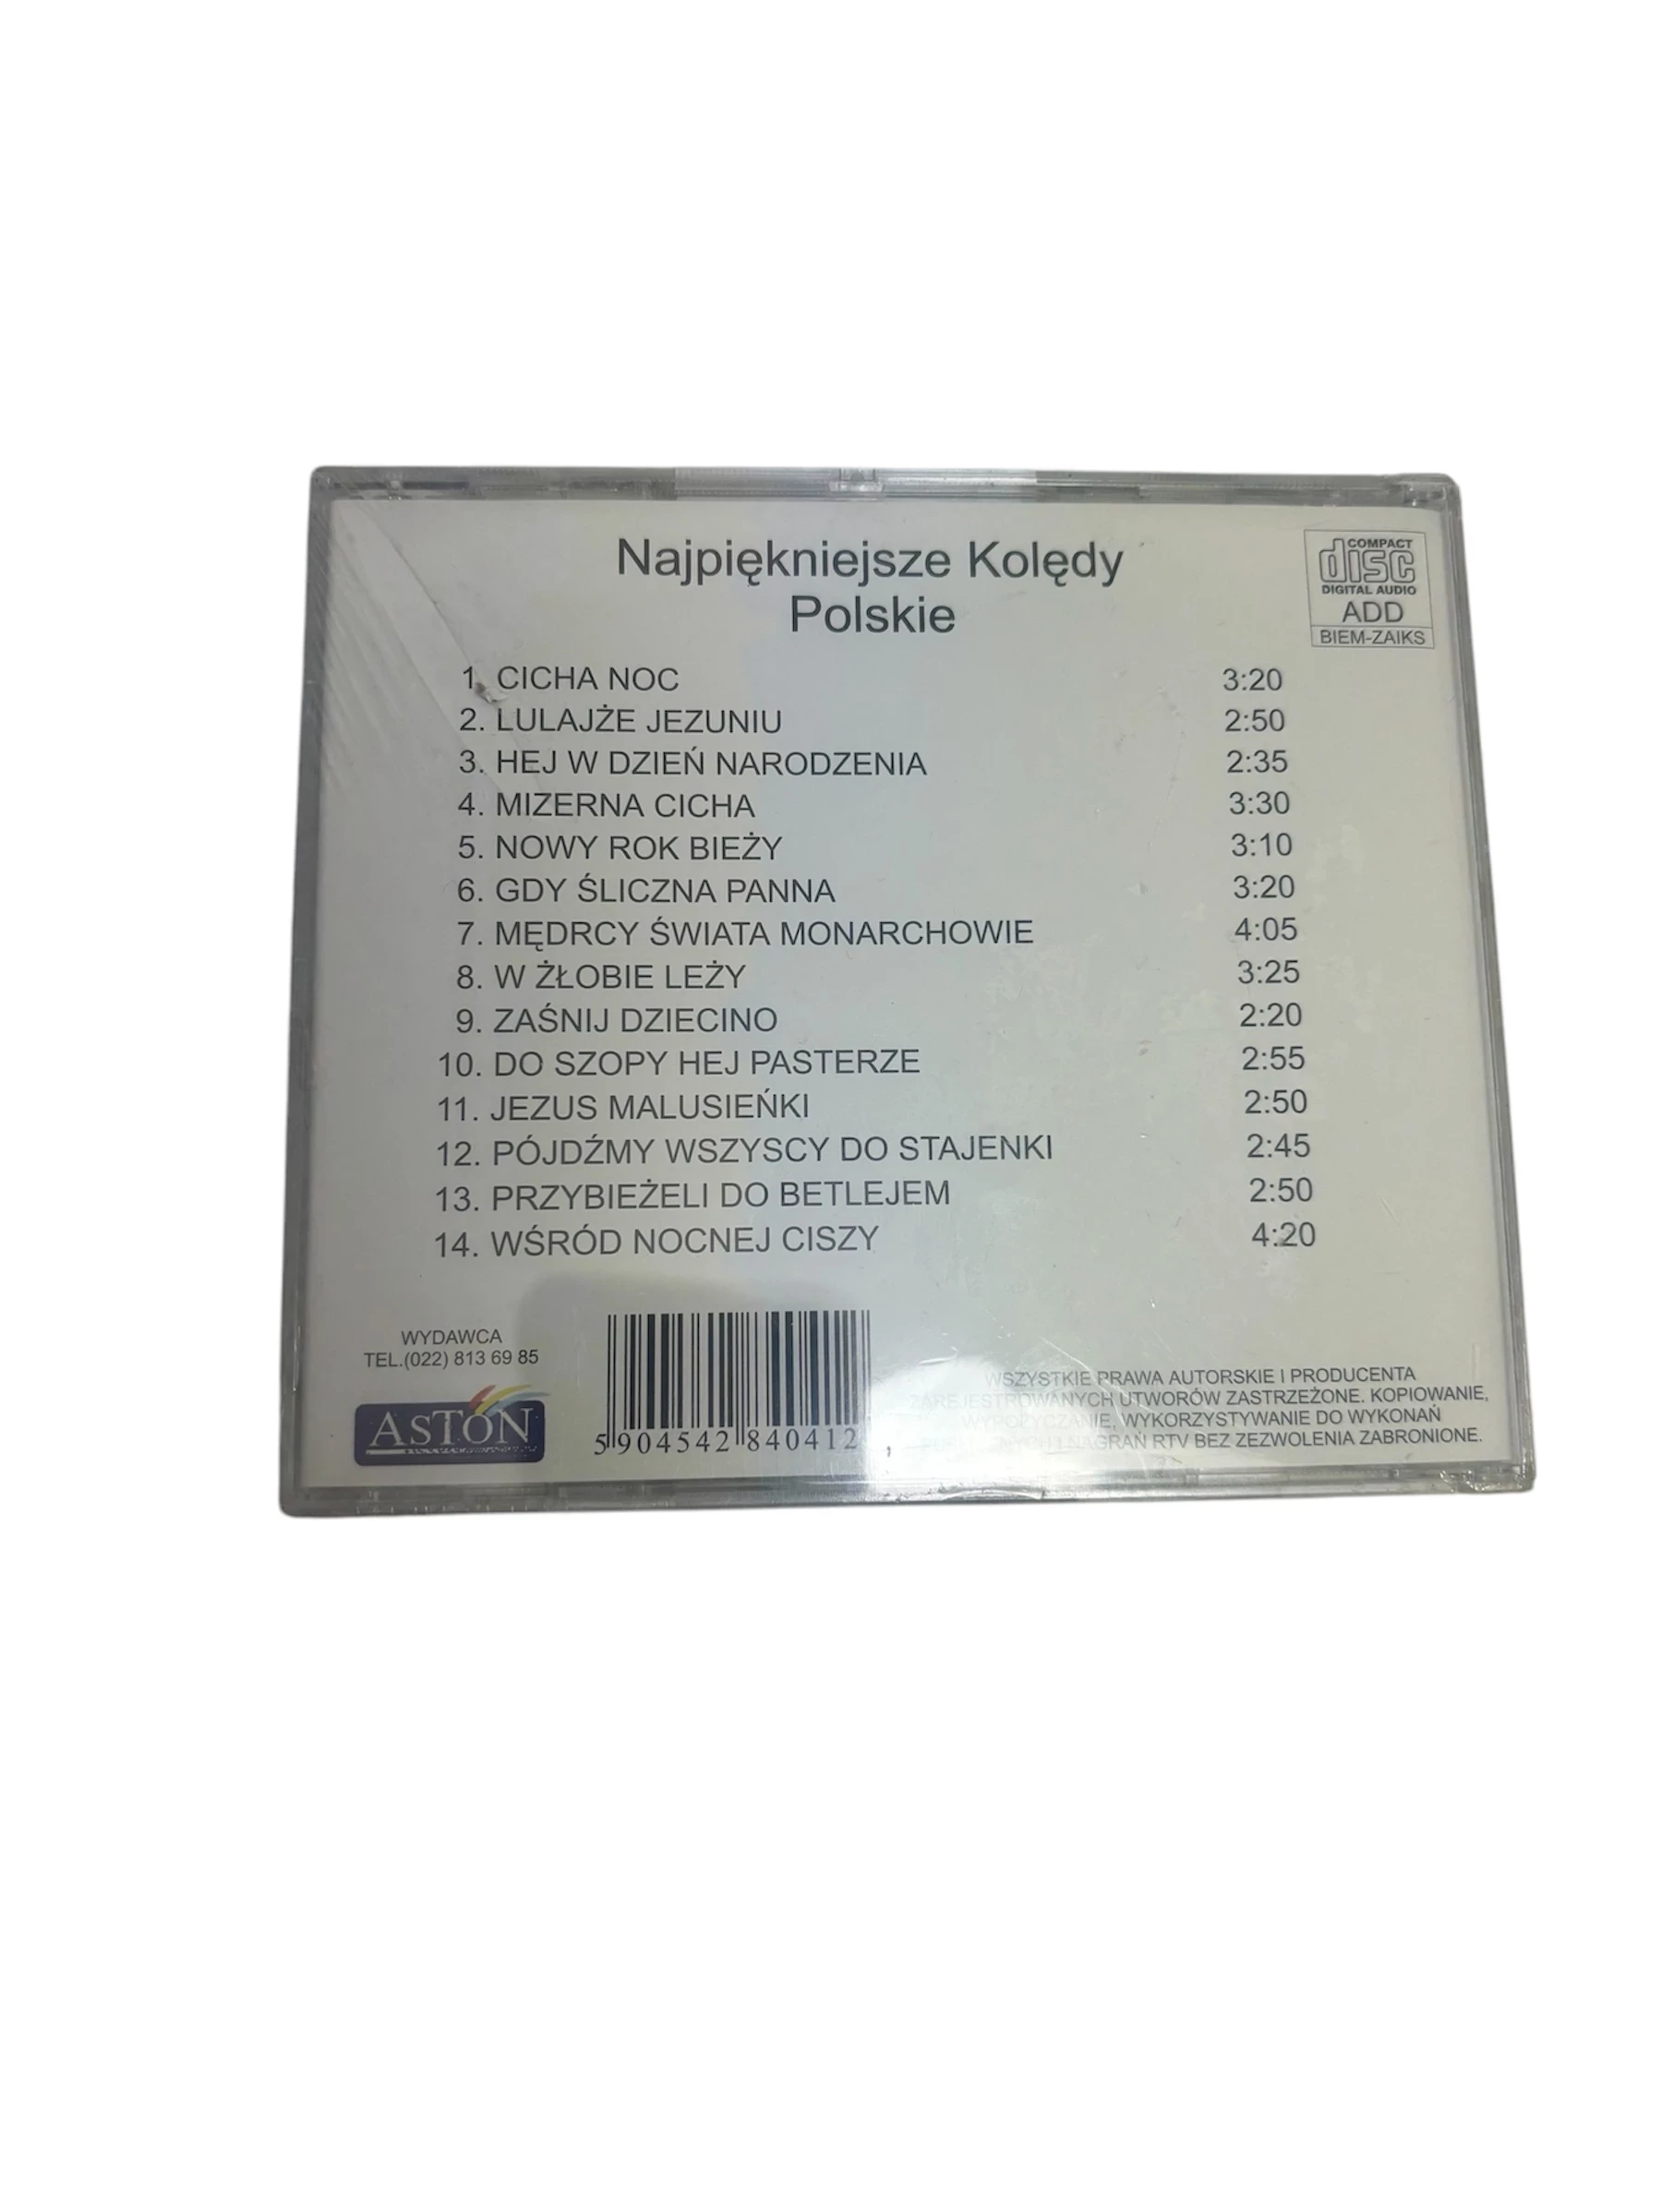 Najpiękniejsze Kolędy
Polskie
COMPACT
disc
DIGITAL AUDIO
ADD
BIEM-ZAIKS
1. CICHA NOC 3:20
2. LULAJŻE JEZUNIU 2:50
3. HEJ W DZIEŃ NARODZENIA 2:35
4. MIZERNA CICHA 3:30
5. NOWY ROK BIEŻY 3:10
6. GDY ŚLICZNA PANNA 3:20
7. MĘDRCY ŚWIATA MONARCHOWIE 4:05
8. W ŻŁOBIE LEŻY 3:25
9. ZAŚNIJ DZIECINO 2:20
10. DO SZOPY HEJ PASTERZE 2:55
11. JEZUS MALUSIEŃKI 2:50
12. PÓJDŹMY WSZYSCY DO STAJENKI 2:45
13. PRZYBIEŻELI DO BETLEJEM 2:50
14. WŚRÓD NOCNEJ CISZY 4:20
WYDAWCA
TEL.(022) 813 69 85
ASTON
5 904542 840412
WSZYSTKIE PRAWA AUTORSKIE I PRODUCENTA
ZAREJESTROWANYCH UTWORÓW ZASTRZEŻONE. KOPIOWANIE,
WYPOŻYCZANIE, WYKORZYSTYWANIE DO WYKONAŃ
I NAGRAŃ RTV BEZ ZEZWOLENIA ZABRONIONE.